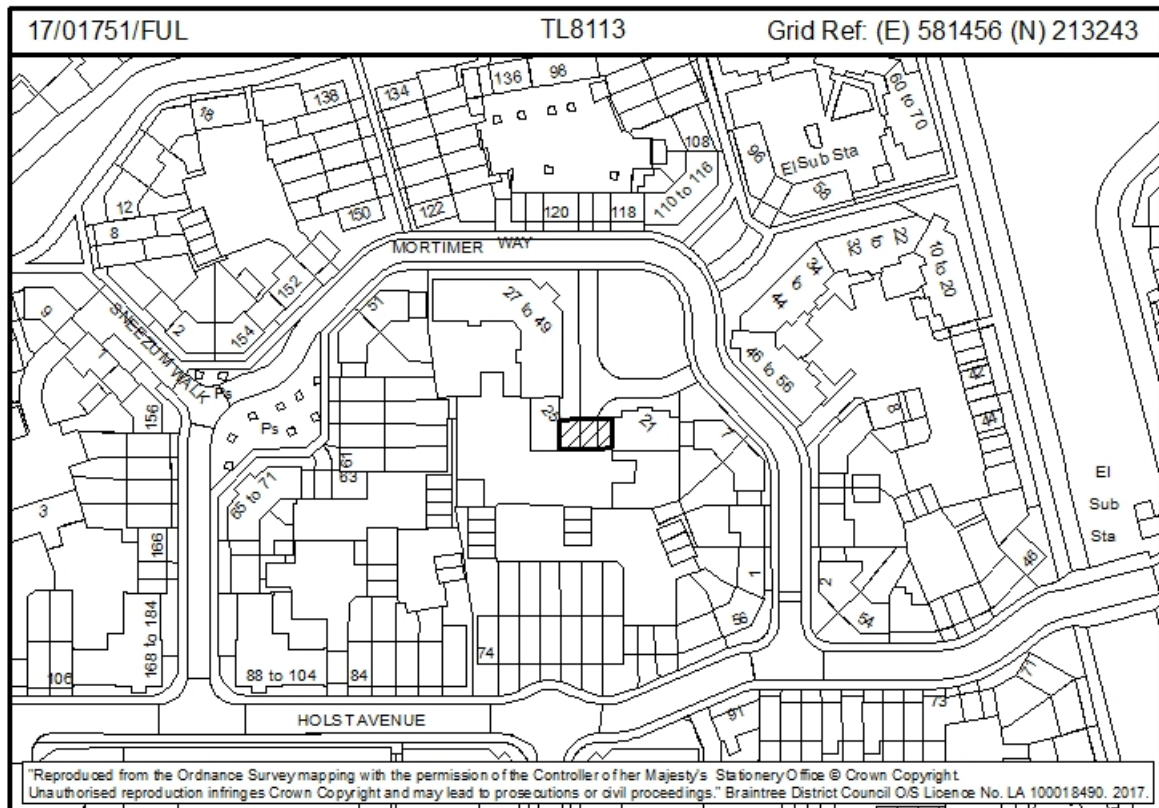 17/01751/FUL TL8113 Grid Ref: (E) 581456 (N) 213243
18
138
134
136
98
60 to 70
108
96
El Sub Sta
58
110 to 116
12
8
150
122
120
118
MORTIMER WAY
22
to
32
10 to 20
34
to
44
152
2
154
SNEEZUM WALK
9
1
51
27 to 49
46 to 56
Ps
Ps
156
25
21
7
42
44
8
61
63
65 to 71
3
166
El
Sub
Sta
46
1
2
54
56
168 to 184
106
88 to 104
84
74
71
73
91
HOLST AVENUE
"Reproduced from the Ordnance Survey mapping with the permission of the Controller of her Majesty's Stationery Office © Crown Copyright.
Unauthorised reproduction infringes Crown Copyright and may lead to prosecutions or civil proceedings." Braintree District Council O/S Licence No. LA 100018490. 2017.